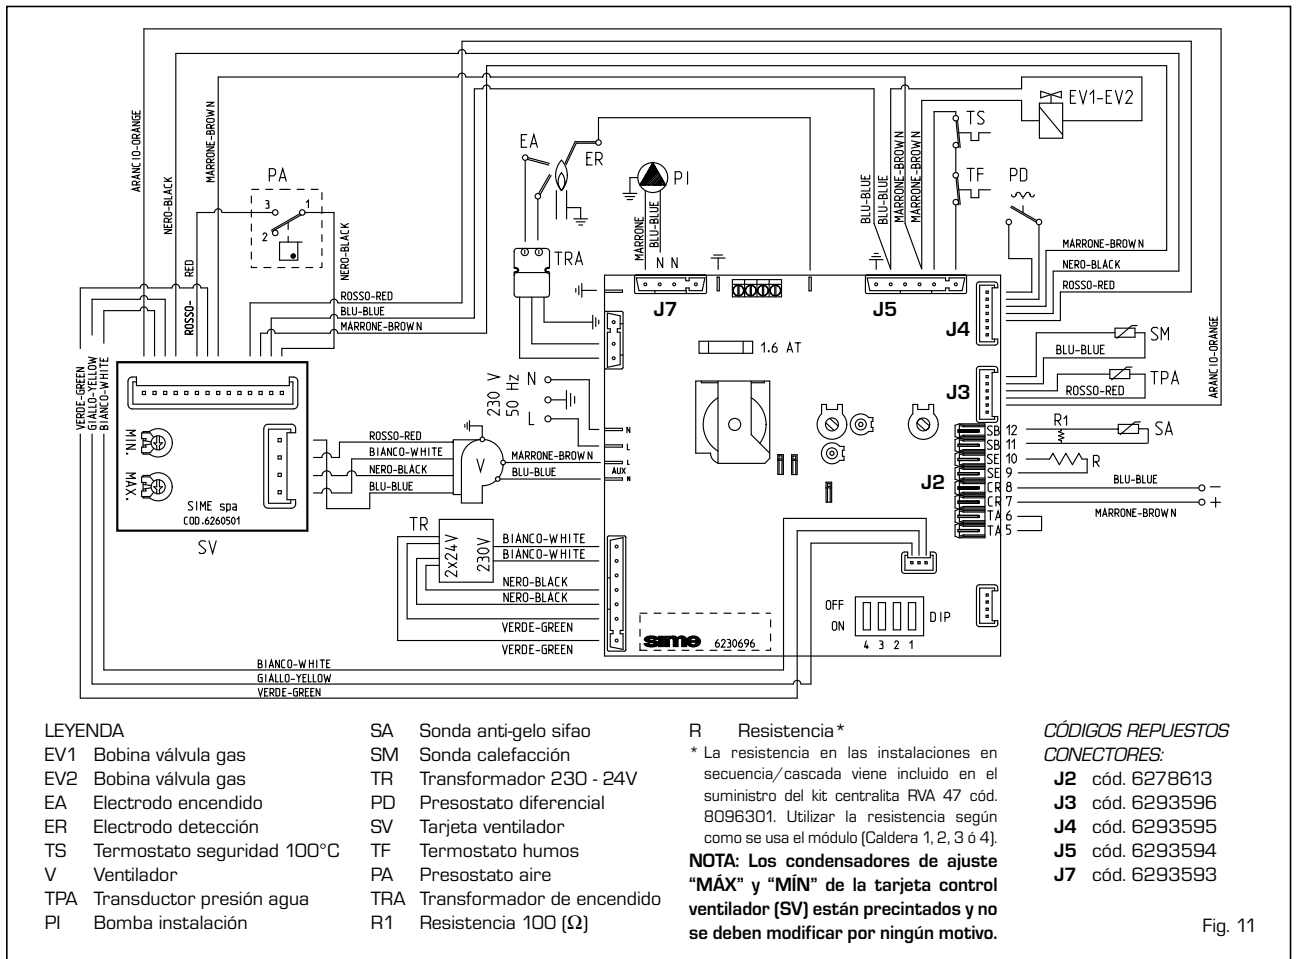 ARANCIO-ORANGE
NERO-BLACK
MARRONE-BROWN
PA
3
1
2
ROSSO-RED
NERO-BLACK
EA
ER
PI
MARRONE
BLU-BLUE
N N
TRA
BLU-BLUE
BLU-BLUE
MARRONE-BROWN
MARRONE-BROWN
EV1-EV2
TS
TF
PD
MARRONE-BROWN
NERO-BLACK
ROSSO-RED
ROSSO-RED
BLU-BLUE
MARRONE-BROWN
J7
J5
J4
1.6 AT
SM
BLU-BLUE
TPA
ROSSO-RED
J3
ARANCIO-ORANGE
VERDE-GREEN
GIALLO-YELLOW
BIANCO-WHITE
MIN.
MAX.
SIME spa
COD.6260501
SV
230 V
50 Hz
N
L
N
L
L
AUX
N
ROSSO-RED
BIANCO-WHITE
NERO-BLACK
BLU-BLUE
V
MARRONE-BROWN
BLU-BLUE
J2
SB 12
SB 11
SE 10
SE 9
CR 8
CR 7
TA 6
TA 5
R1
SA
R
BLU-BLUE
−
+
MARRONE-BROWN
TR
2x24V
230V
BIANCO-WHITE
BIANCO-WHITE
NERO-BLACK
NERO-BLACK
VERDE-GREEN
VERDE-GREEN
sime 6230696
OFF
ON
DIP
4 3 2 1
BIANCO-WHITE
GIALLO-YELLOW
VERDE-GREEN
LEYENDA
EV1 Bobina válvula gas
EV2 Bobina válvula gas
EA Electrodo encendido
ER Electrodo detección
TS Termostato seguridad 100°C
V Ventilador
TPA Transductor presión agua
PI Bomba instalación
SA Sonda anti-gelo sifao
SM Sonda calefacción
TR Transformador 230 - 24V
PD Presostato diferencial
SV Tarjeta ventilador
TF Termostato humos
PA Presostato aire
TRA Transformador de encendido
R1 Resistencia 100 (Ω)
R Resistencia*
* La resistencia en las instalaciones en
secuencia/cascada viene incluido en el
suministro del kit centralita RVA 47 cód.
8096301. Utilizar la resistencia según
como se usa el módulo (Caldera 1, 2, 3 ó 4).
NOTA: Los condensadores de ajuste
“MÁX” y “MÍN” de la tarjeta control
ventilador (SV) están precintados y no
se deben modificar por ningún motivo.
CÓDIGOS REPUESTOS
CONECTORES:
J2 cód. 6278613
J3 cód. 6293596
J4 cód. 6293595
J5 cód. 6293594
J7 cód. 6293593
Fig. 11